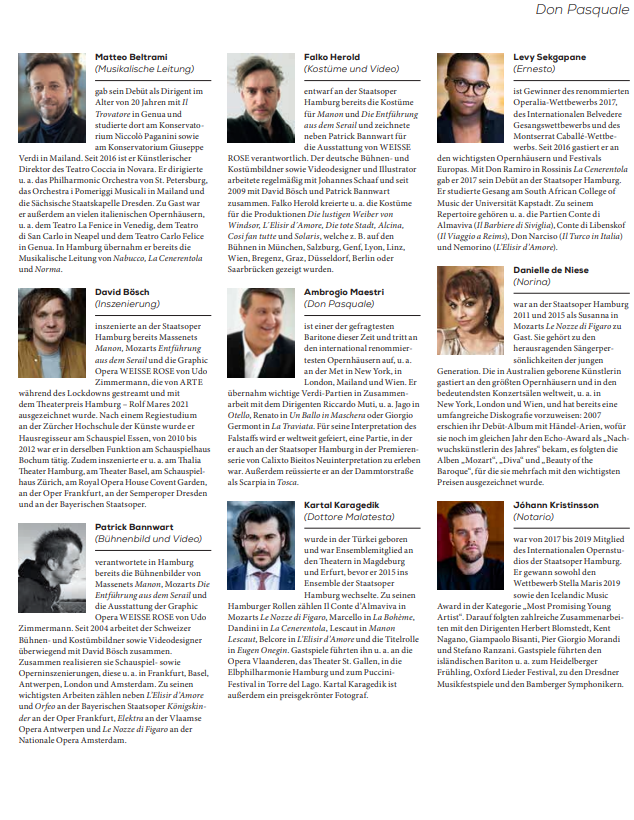 Don Pasquale
Matteo Beltrami
(Musikalische Leitung)
gab sein Debüt als Dirigent im
Alter von 20 Jahren mit Il
Trovatore in Genua und
studierte dort am Konservato-
rium Niccolò Paganini sowie
am Konservatorium Giuseppe
Verdi in Mailand. Seit 2016 ist er Künstlerischer
Direktor des Teatro Coccia in Novara. Er dirigierte
u. a. das Philharmonic Orchestra von St. Petersburg,
das Orchestra i Pomeriggi Musicali in Mailand und
die Sächsische Staatskapelle Dresden. Zu Gast war
er außerdem an vielen italienischen Opernhäusern,
u. a. dem Teatro La Fenice in Venedig, dem Teatro
di San Carlo in Neapel und dem Teatro Carlo Felice
in Genua. In Hamburg übernahm er bereits die
Musikalische Leitung von Nabucco, La Cenerentola
und Norma.
David Bösch
(Inszenierung)
inszenierte an der Staatsoper
Hamburg bereits Massenets
Manon, Mozarts Entführung
aus dem Serail und die Graphic
Opera WEISSE ROSE von Udo
Zimmermann, die von ARTE
während des Lockdowns gestreamt und mit
dem Theaterpreis Hamburg – Rolf Mares 2021
ausgezeichnet wurde. Nach einem Regiestudium
an der Zürcher Hochschule der Künste wurde er
Hausregisseur am Schauspiel Essen, von 2010 bis
2012 war er in derselben Funktion am Schauspielhaus
Bochum tätig. Zudem inszenierte er u. a. am Thalia
Theater Hamburg, am Theater Basel, am Schauspiel-
haus Zürich, am Royal Opera House Covent Garden,
an der Oper Frankfurt, an der Semperoper Dresden
und an der Bayerischen Staatsoper.
Patrick Bannwart
(Bühnenbild und Video)
verantwortete in Hamburg
bereits die Bühnenbilder von
Massenets Manon, Mozarts Die
Entführung aus dem Serail und
die Ausstattung der Graphic
Opera WEISSE ROSE von Udo
Zimmermann. Seit 2004 arbeitet der Schweizer
Bühnen- und Kostümbildner sowie Videodesigner
überwiegend mit David Bösch zusammen.
Zusammen realisieren sie Schauspiel- sowie
Operninszenierungen, diese u. a. in Frankfurt, Basel,
Antwerpen, London und Amsterdam. Zu seinen
wichtigsten Arbeiten zählen neben L'Elisir d'Amore
und Orfeo an der Bayerischen Staatsoper Königskin-
der an der Oper Frankfurt, Elektra an der Vlaamse
Opera Antwerpen und Le Nozze di Figaro an der
Nationale Opera Amsterdam.
Falko Herold
(Kostüme und Video)
entwarf an der Staatsoper
Hamburg bereits die Kostüme
für Manon und Die Entführung
aus dem Serail und zeichnete
neben Patrick Bannwart für
die Ausstattung von WEISSE
ROSE verantwortlich. Der deutsche Bühnen- und
Kostümbildner sowie Videodesigner und Illustrator
arbeitete regelmäßig mit Johannes Schaaf und seit
2009 mit David Bösch und Patrick Bannwart
zusammen. Falko Herold kreierte u. a. die Kostüme
für die Produktionen Die lustigen Weiber von
Windsor, L'Elisir d'Amore, Die tote Stadt, Alcina,
Così fan tutte und Solaris, welche z. B. auf den
Bühnen in München, Salzburg, Genf, Lyon, Linz,
Wien, Bregenz, Graz, Düsseldorf, Berlin oder
Saarbrücken gezeigt wurden.
Ambrogio Maestri
(Don Pasquale)
ist einer der gefragtesten
Baritone dieser Zeit und tritt an
den international renommier-
testen Opernhäusern auf, u. a.
an der Met in New York, in
London, Mailand und Wien. Er
übernahm wichtige Verdi-Partien in Zusammen-
arbeit mit dem Dirigenten Riccardo Muti, u. a. Jago in
Otello, Renato in Un Ballo in Maschera oder Giorgio
Germont in La Traviata. Für seine Interpretation des
Falstaffs wird er weltweit gefeiert, eine Partie, in der
er auch an der Staatsoper Hamburg in der Premieren-
serie von Calixto Bieitos Neuinterpretation zu erleben
war. Außerdem reüssierte er an der Dammtorstraße
als Scarpia in Tosca.
Kartal Karagedik
(Dottore Malatesta)
wurde in der Türkei geboren
und war Ensemblemitglied an
den Theatern in Magdeburg
und Erfurt, bevor er 2015 ins
Ensemble der Staatsoper
Hamburg wechselte. Zu seinen
Hamburger Rollen zählen Il Conte d'Almaviva in
Mozarts Le Nozze di Figaro, Marcello in La Bohème,
Dandini in La Cenerentola, Lescaut in Manon
Lescaut, Belcore in L'Elisir d'Amore und die Titelrolle
in Eugen Onegin. Gastspiele führten ihn u. a. an die
Opera Vlaanderen, das Theater St. Gallen, in die
Elbphilharmonie Hamburg und zum Puccini-
Festival in Torre del Lago. Kartal Karagedik ist
außerdem ein preisgekrönter Fotograf.
Levy Sekgapane
(Ernesto)
ist Gewinner des renommierten
Operalia-Wettbewerbs 2017,
des Internationalen Belvedere
Gesangswettbewerbs und des
Montserrat Caballé-Wettbe-
werbs. Seit 2016 gastiert er an
den wichtigsten Opernhäusern und Festivals
Europas. Mit Don Ramiro in Rossinis La Cenerentola
gab er 2017 sein Debüt an der Staatsoper Hamburg.
Er studierte Gesang am South African College of
Music der Universität Kapstadt. Zu seinem
Repertoire gehören u. a. die Partien Conte di
Almaviva (Il Barbiere di Siviglia), Conte di Libenskof
(Il Viaggio a Reims), Don Narciso (Il Turco in Italia)
und Nemorino (L'Elisir d'Amore).
Danielle de Niese
(Norina)
war an der Staatsoper Hamburg
2011 und 2015 als Susanna in
Mozarts Le Nozze di Figaro zu
Gast. Sie gehört zu den
herausragenden Sängerper-
sönlichkeiten der jungen
Generation. Die in Australien geborene Künstlerin
gastiert an den größten Opernhäusern und in den
bedeutendsten Konzertsälen weltweit, u. a. in
New York, London und Wien, und hat bereits eine
umfangreiche Diskografie vorzuweisen: 2007
erschien ihr Debüt-Album mit Händel-Arien, wofür
sie noch im gleichen Jahr den Echo-Award als „Nach-
wuchskünstlerin des Jahres" bekam, es folgten die
Alben „Mozart", „Diva" und „Beauty of the
Baroque", für die sie mehrfach mit den wichtigsten
Preisen ausgezeichnet wurde.
Jóhann Kristinsson
(Notario)
war von 2017 bis 2019 Mitglied
des Internationalen Opernstu-
dios der Staatsoper Hamburg.
Er gewann sowohl den
Wettbewerb Stella Maris 2019
sowie den Icelandic Music
Award in der Kategorie „Most Promising Young
Artist". Darauf folgten zahlreiche Zusammenarbei-
ten mit den Dirigenten Herbert Blomstedt, Kent
Nagano, Giampaolo Bisanti, Pier Giorgio Morandi
und Stefano Ranzani. Gastspiele führten den
isländischen Bariton u. a. zum Heidelberger
Frühling, Oxford Lieder Festival, zu den Dresdner
Musikfestspiele und den Bamberger Symphonikern.